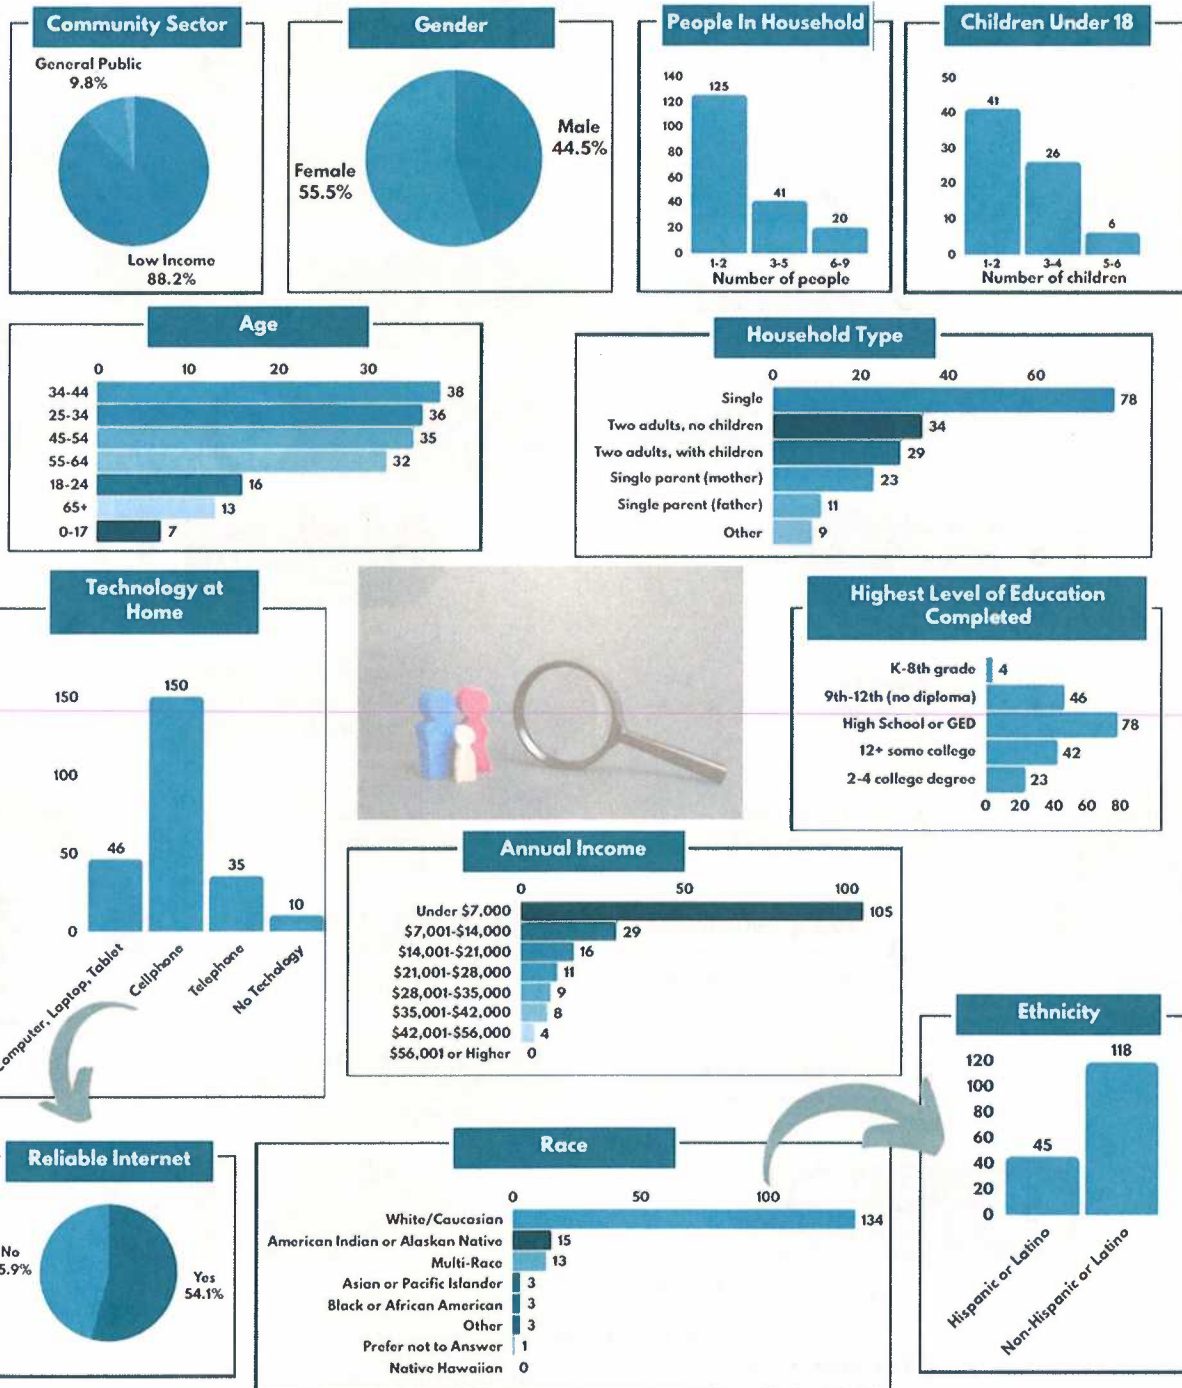 Community Sector
General Public
9.8%
Low Income
88.2%
Gender
Male
44.5%
Female
55.5%
People In Household
140
120
100
80
60
40
20
0
125
41
20
1-2 3-5 6-9
Number of people
Children Under 18
50
40
30
20
10
0
41
26
6
1-2 3-4 5-6
Number of children
Age
0 10 20 30
34-44 38
25-34 36
45-54 35
55-64 32
18-24 16
65+ 13
0-17 7
Household Type
0 20 40 60
Single 78
Two adults, no children 34
Two adults, with children 29
Single parent (mother) 23
Single parent (father) 11
Other 9
Technology at
Home
150
100
50
0
46
150
35
10
Computer, Laptop, Tablet
Cellphone
Telephone
No Techology
Highest Level of Education
Completed
K-8th grade 4
9th-12th (no diploma) 46
High School or GED 78
12+ some college 42
2-4 college degree 23
0 20 40 60 80
Annual Income
0 50 100
Under $7,000 105
$7,001-$14,000 29
$14,001-$21,000 16
$21,001-$28,000 11
$28,001-$35,000 9
$35,001-$42,000 8
$42,001-$56,000 4
$56,001 or Higher 0
Ethnicity
120
100
80
60
40
20
0
45
118
Hispanic or Latino
Non-Hispanic or Latino
Reliable Internet
No
5.9%
Yes
54.1%
Race
0 50 100
White/Caucasian 134
American Indian or Alaskan Native 15
Multi-Race 13
Asian or Pacific Islander 3
Black or African American 3
Other 3
Prefer not to Answer 1
Native Hawaiian 0